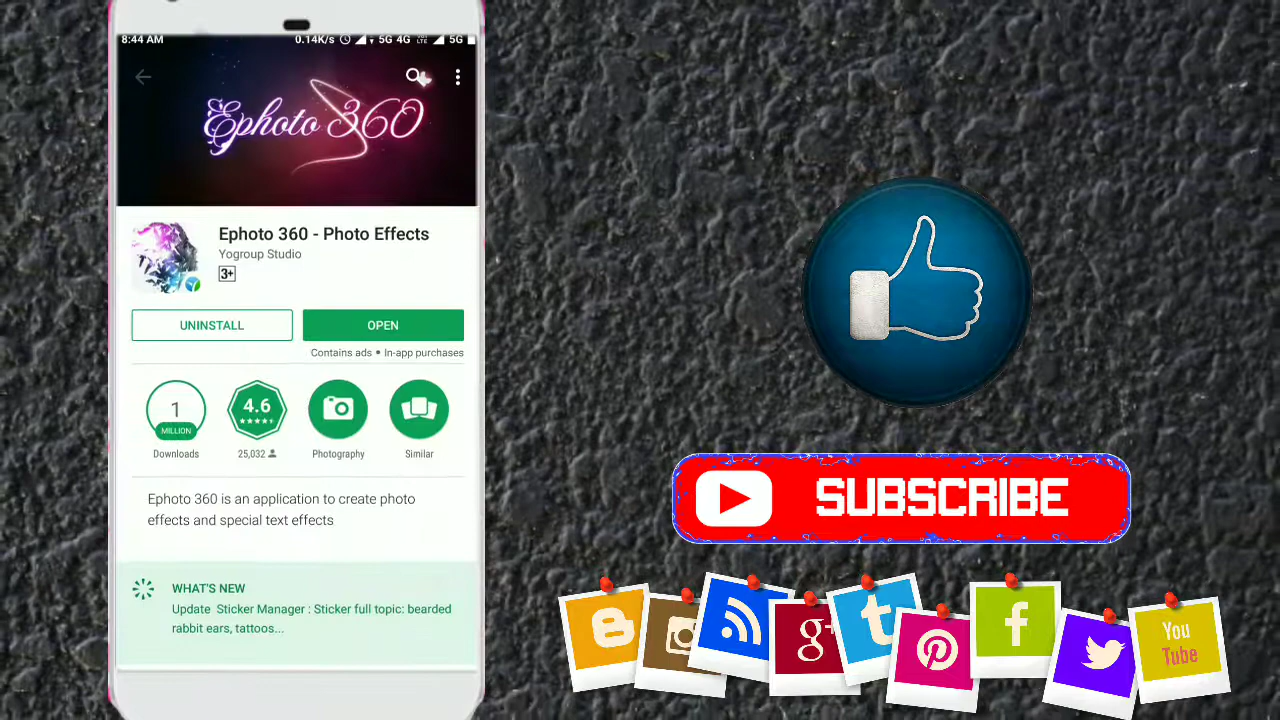 8:44 AM
0.14K/s 5G 4G VoLTE 5G
Ephoto 360
Ephoto 360 - Photo Effects
Yogroup Studio
3+
UNINSTALL
OPEN
Contains ads • In-app purchases
1
MILLION
4.6
Downloads
25,032
Photography
Similar
Ephoto 360 is an application to create photo
effects and special text effects
WHAT'S NEW
Update Sticker Manager : Sticker full topic: bearded
rabbit ears, tattoos...
SUBSCRIBE
g+
t
f
You
Tube